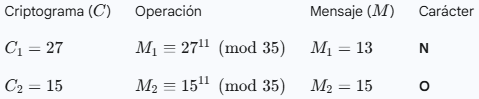 Criptograma (C) Operación Mensaje (M) Carácter
C₁ = 27 M₁ ≡ 27¹¹ (mod 35) M₁ = 13 N
C₂ = 15 M₂ ≡ 15¹¹ (mod 35) M₂ = 15 O